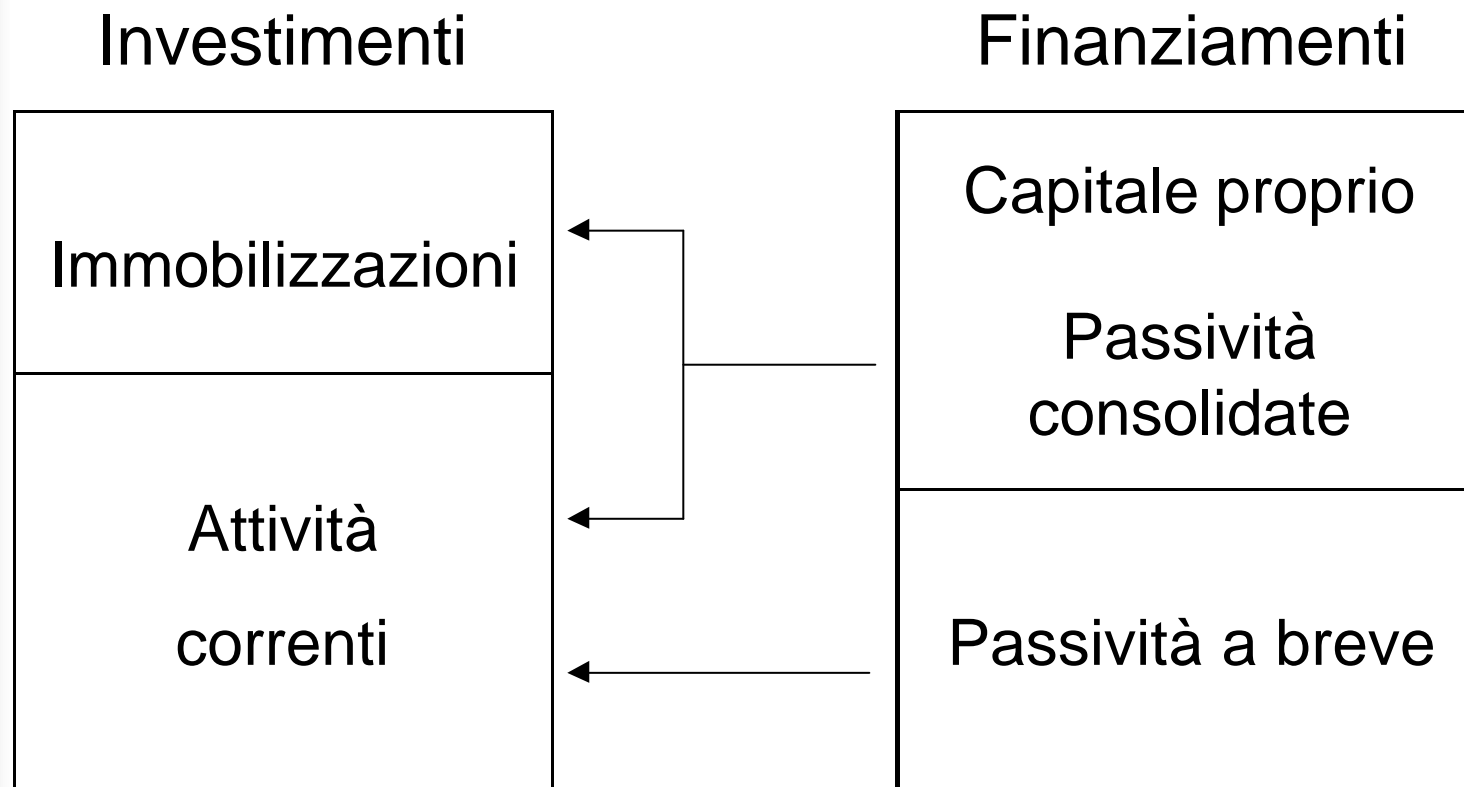 Investimenti
Finanziamenti
Immobilizzazioni
Attività
correnti
Capitale proprio
Passività
consolidate
Passività a breve